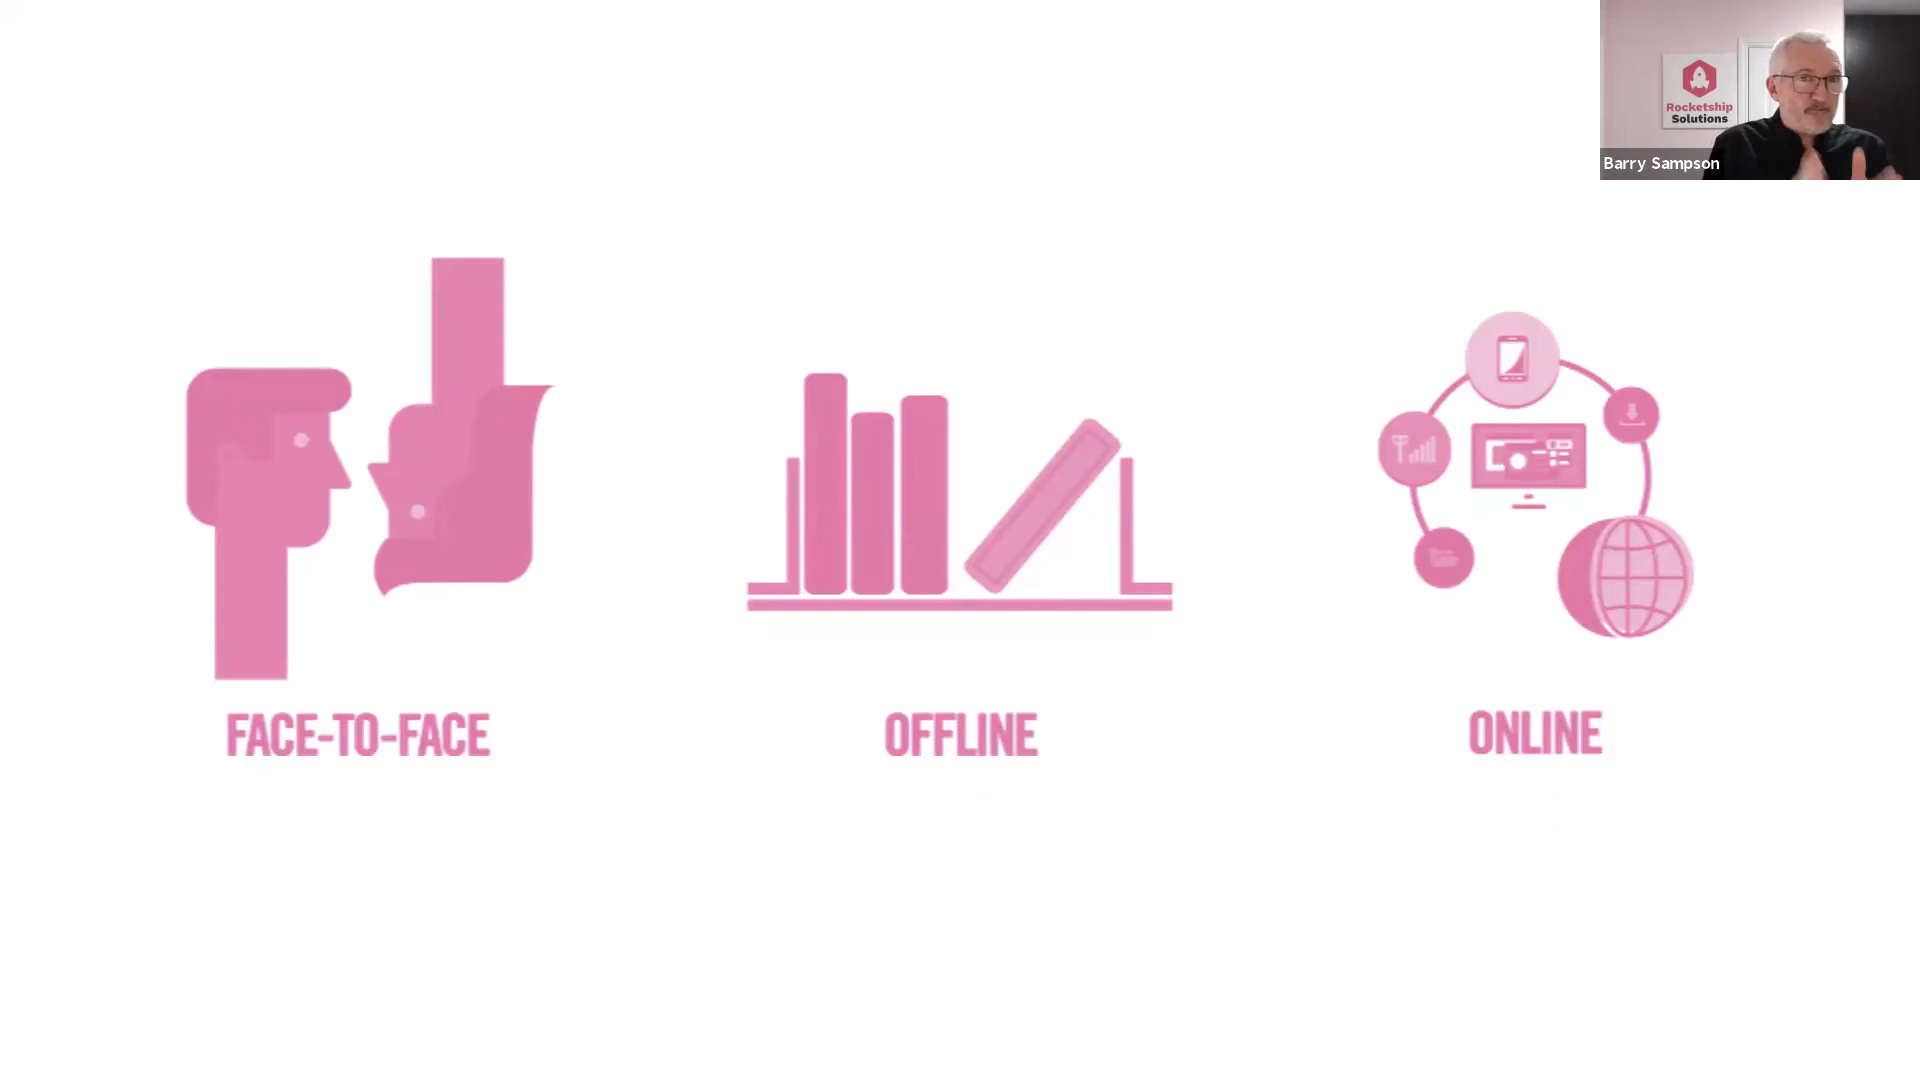 Rocketship
Solutions
Barry Sampson
FACE-TO-FACE
OFFLINE
ONLINE